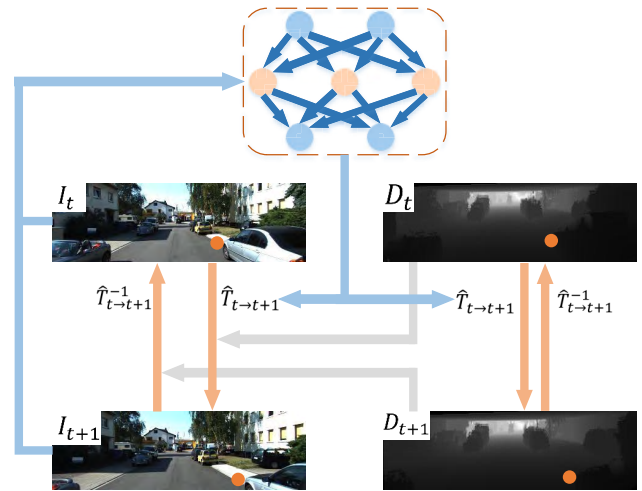 I_t
D_t
T̂^{-1}_{t→t+1}
T̂_{t→t+1}
T̂_{t→t+1}
T̂^{-1}_{t→t+1}
I_{t+1}
D_{t+1}